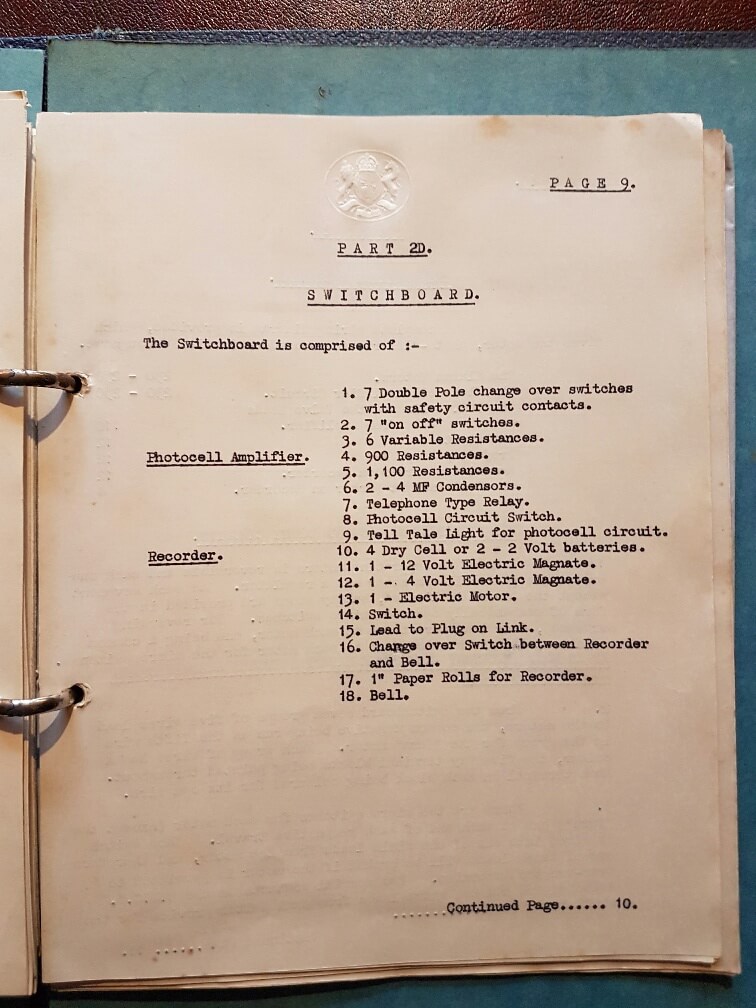 PAGE 9.
PART 2D.
SWITCHBOARD.
The Switchboard is comprised of :-
1. 7 Double Pole change over switches
with safety circuit contacts.
2. 7 "on off" switches.
3. 6 Variable Resistances.
Photocell Amplifier. 4. 900 Resistances.
5. 1,100 Resistances.
6. 2 - 4 MF Condensors.
7. Telephone Type Relay.
8. Photocell Circuit Switch.
9. Tell Tale Light for photocell circuit.
Recorder. 10. 4 Dry Cell or 2 - 2 Volt batteries.
11. 1 - 12 Volt Electric Magnate.
12. 1 - 4 Volt Electric Magnate.
13. 1 - Electric Motor.
14. Switch.
15. Lead to Plug on Link.
16. Change over Switch between Recorder
and Bell.
17. 1" Paper Rolls for Recorder.
18. Bell.
.......Continued Page...... 10.